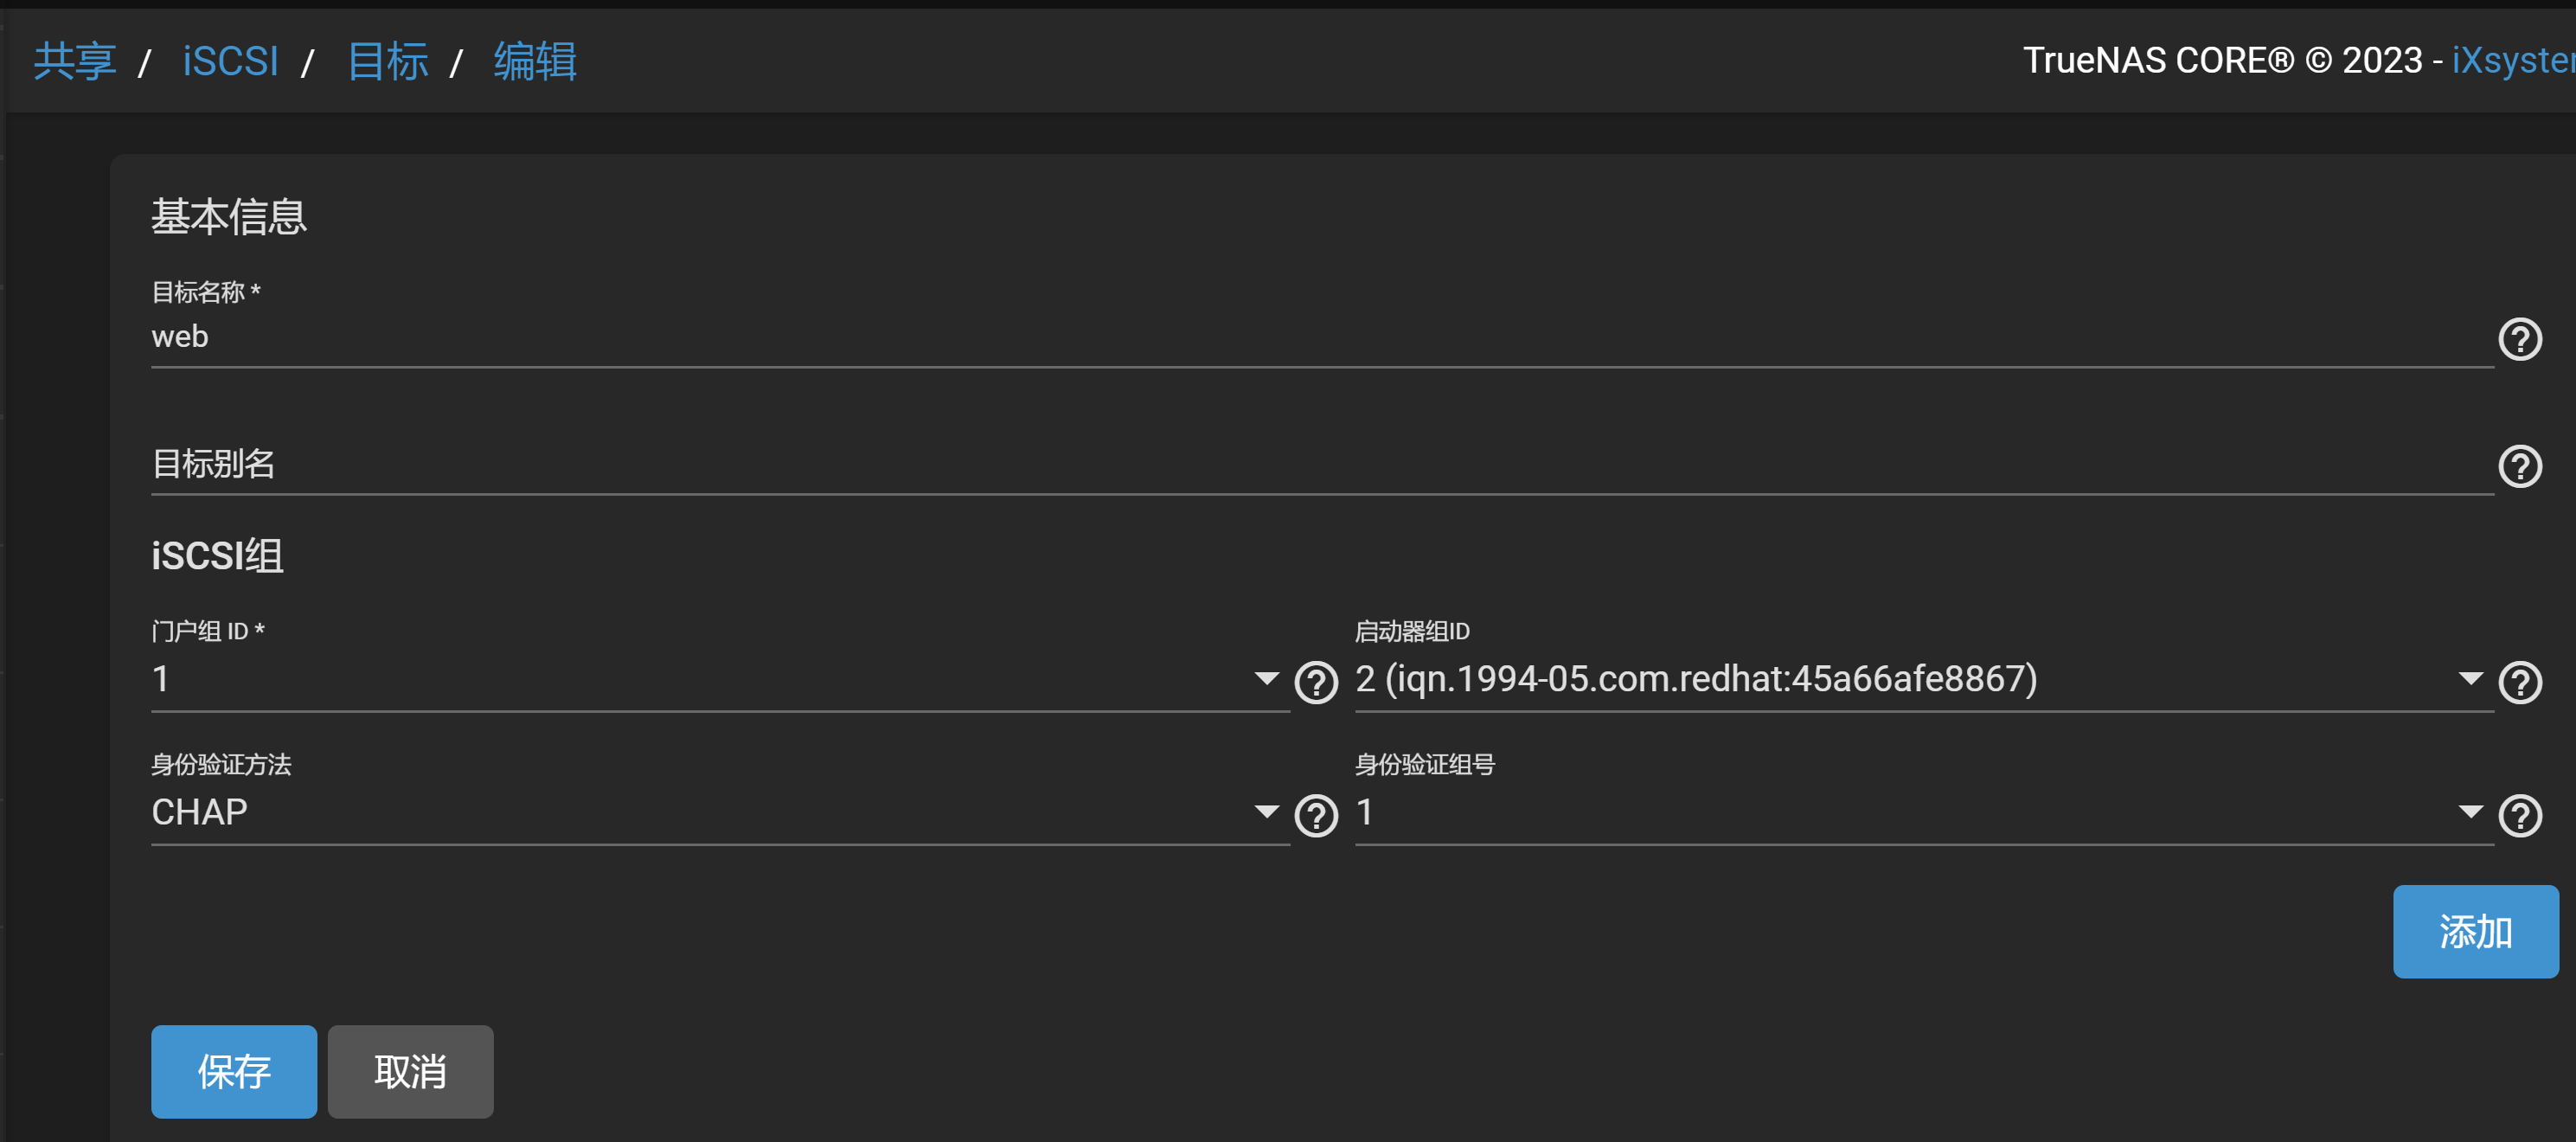 共享 / iSCSI / 目标 / 编辑
TrueNAS CORE® © 2023 - iXsyster
基本信息
目标名称 *
web
目标别名
iSCSI组
门户组 ID *
1
启动器组ID
2 (iqn.1994-05.com.redhat:45a66afe8867)
身份验证方法
CHAP
身份验证组号
1
添加
保存
取消